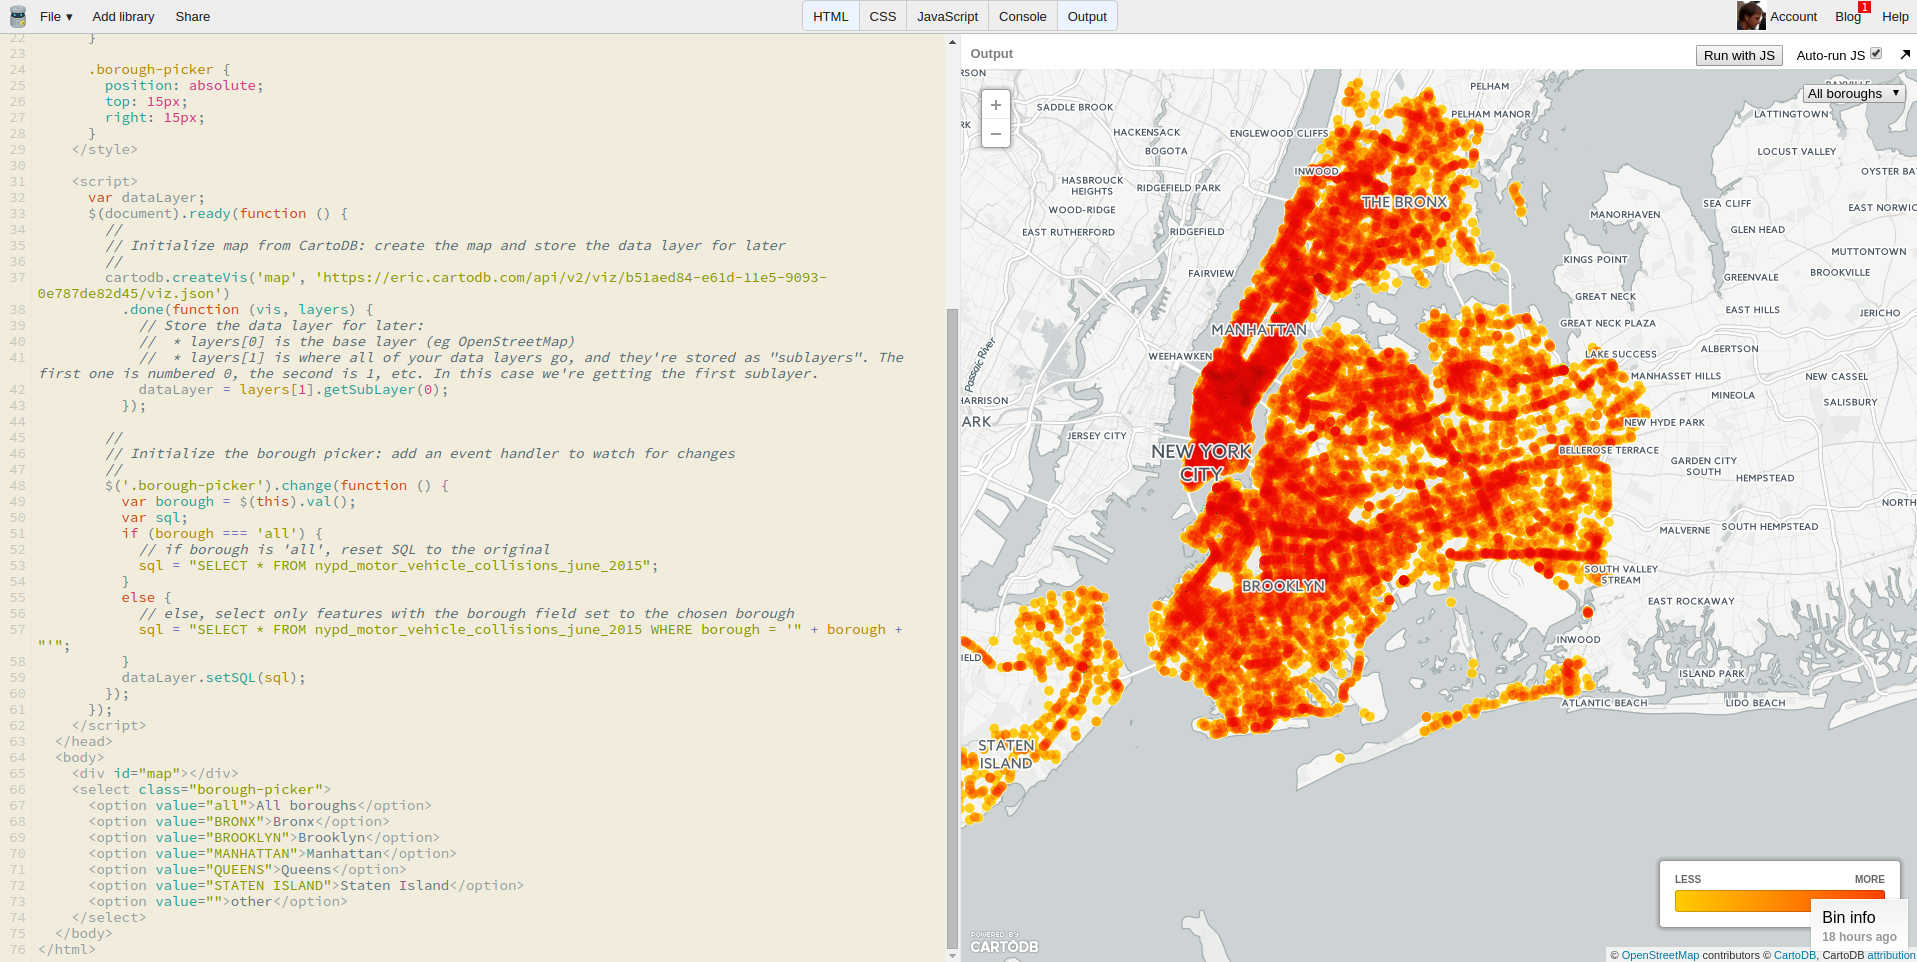 File ▾
Add library
Share
HTML
CSS
JavaScript
Console
Output
Account
Blog
1
Help
22 }
23
24 .borough-picker {
25 position: absolute;
26 top: 15px;
27 right: 15px;
28 }
29 </style>
30
31 <script>
32 var dataLayer;
33 $(document).ready(function () {
34 //
35 // Initialize map from CartoDB: create the map and store the data layer for later
36 //
37 cartodb.createVis('map', 'https://eric.cartodb.com/api/v2/viz/b51aed84-e61d-11e5-9093-
0e787de82d45/viz.json')
38 .done(function (vis, layers) {
39 // Store the data layer for later:
40 // * layers[0] is the base layer (eg OpenStreetMap)
41 // * layers[1] is where all of your data layers go, and they're stored as "sublayers". The
first one is numbered 0, the second is 1, etc. In this case we're getting the first sublayer.
42 dataLayer = layers[1].getSubLayer(0);
43 });
44
45 //
46 // Initialize the borough picker: add an event handler to watch for changes
47 //
48 $('.borough-picker').change(function () {
49 var borough = $(this).val();
50 var sql;
51 if (borough === 'all') {
52 // if borough is 'all', reset SQL to the original
53 sql = "SELECT * FROM nypd_motor_vehicle_collisions_june_2015";
54 }
55 else {
56 // else, select only features with the borough field set to the chosen borough
57 sql = "SELECT * FROM nypd_motor_vehicle_collisions_june_2015 WHERE borough = '" + borough +
"'";
58 }
59 dataLayer.setSQL(sql);
60 });
61 });
62 </script>
63 </head>
64 <body>
65 <div id="map"></div>
66 <select class="borough-picker">
67 <option value="all">All boroughs</option>
68 <option value="BRONX">Bronx</option>
69 <option value="BROOKLYN">Brooklyn</option>
70 <option value="MANHATTAN">Manhattan</option>
71 <option value="QUEENS">Queens</option>
72 <option value="STATEN ISLAND">Staten Island</option>
73 <option value="">other</option>
74 </select>
75 </body>
76 </html>
Output
Run with JS
Auto-run JS
All boroughs
+
−
RSON
PELHAM
BAYVILLE
SADDLE BROOK
PELHAM MANOR
LATTINGTOWN
RK
HACKENSACK
ENGLEWOOD CLIFFS
BOGOTA
LOCUST VALLEY
INWOOD
OYSTER BA
HASBROUCK
HEIGHTS
RIDGEFIELD PARK
THE BRONX
WOOD-RIDGE
MANORHAVEN
SEA CLIFF
EAST NORWIC
EAST RUTHERFORD
RIDGEFIELD
GLEN HEAD
MUTTONTOWN
KINGS POINT
FAIRVIEW
GREENVALE
BROOKVILLE
GREAT NECK
EAST HILLS
JERICHO
MANHATTAN
GREAT NECK PLAZA
WEEHAWKEN
LAKE SUCCESS
ALBERTSON
Passaic River
MANHASSET HILLS
NEW CASSEL
HARRISON
MINEOLA
SALISBURY
ARK
JERSEY CITY
NEW HYDE PARK
NEW YORK
CITY
BELLEROSE TERRACE
GARDEN CITY
SOUTH
HEMPSTEAD
NORTH
MALVERNE
SOUTH HEMPSTEAD
BROOKLYN
SOUTH VALLEY
STREAM
EAST ROCKAWAY
INWOOD
IELD
ISLAND PARK
ATLANTIC BEACH
LIDO BEACH
STATEN
ISLAND
LESS
MORE
Bin info
18 hours ago
POWERED BY
CARTODB
© OpenStreetMap contributors © CartoDB, CartoDB attribution